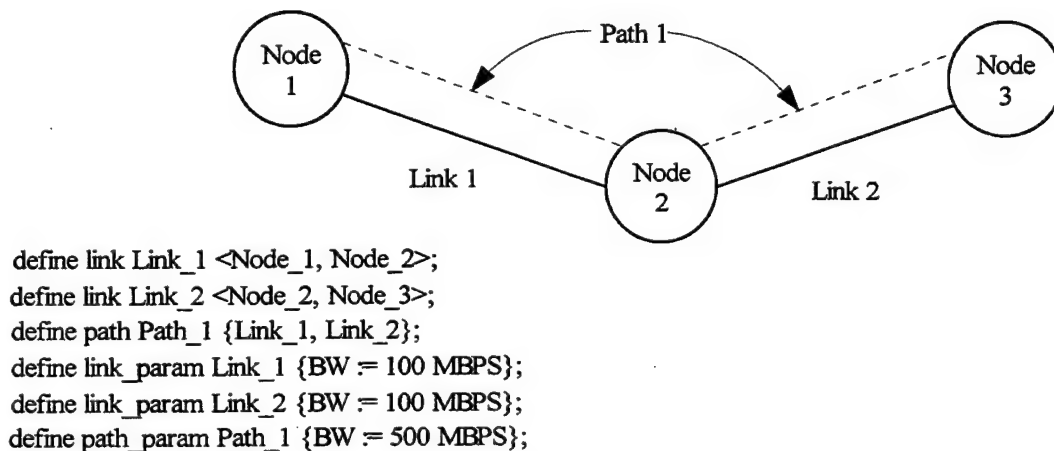 Path 1
Node
1
Node
3
Link 1
Node
2
Link 2
define link Link_1 <Node_1, Node_2>;
define link Link_2 <Node_2, Node_3>;
define path Path_1 {Link_1, Link_2};
define link_param Link_1 {BW := 100 MBPS};
define link_param Link_2 {BW := 100 MBPS};
define path_param Path_1 {BW := 500 MBPS};